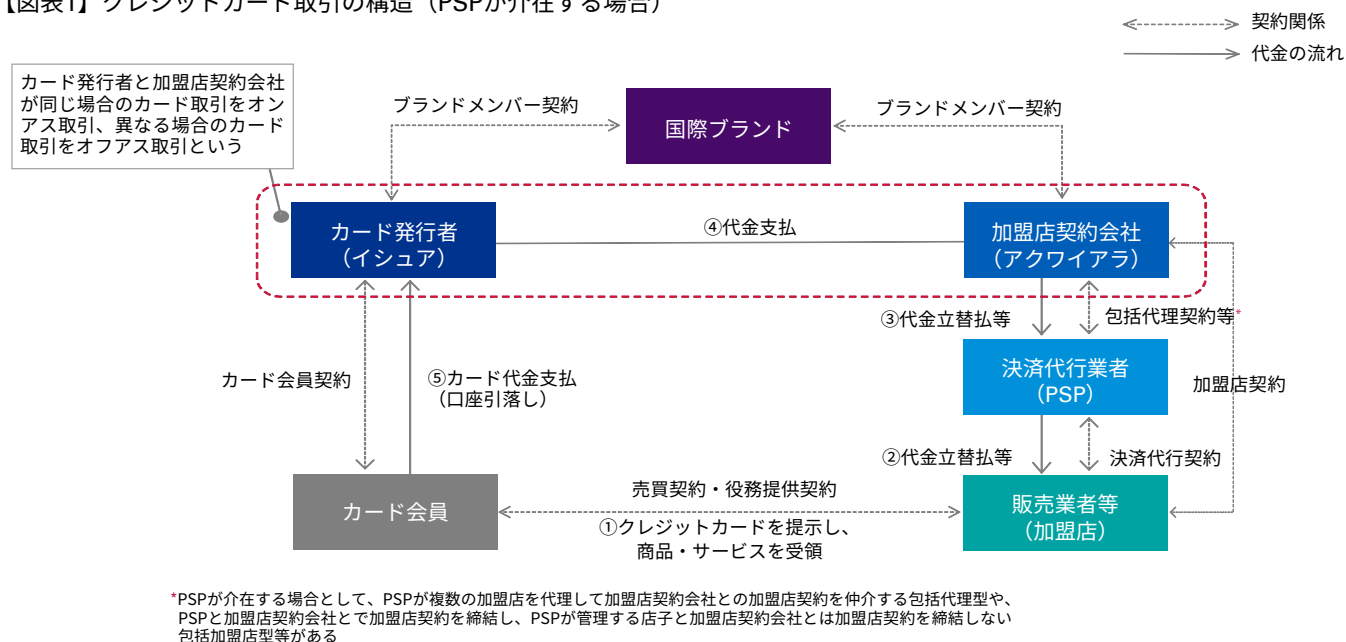 【図表1】クレジットカード取引の構造（PSPが介在する場合）
契約関係
代金の流れ
カード発行者と加盟店契約会社
が同じ場合のカード取引をオン
アス取引、異なる場合のカード
取引をオフアス取引という
ブランドメンバー契約
国際ブランド
ブランドメンバー契約
カード発行者
（イシュア）
④代金支払
加盟店契約会社
（アクワイアラ）
③代金立替払等
包括代理契約等*
カード会員契約
⑤カード代金支払
（口座引落し）
決済代行業者
（PSP）
加盟店契約
②代金立替払等
決済代行契約
カード会員
売買契約・役務提供契約
①クレジットカードを提示し、
商品・サービスを受領
販売業者等
（加盟店）
*PSPが介在する場合として、PSPが複数の加盟店を代理して加盟店契約会社との加盟店契約を仲介する包括代理型や、
PSPと加盟店契約会社とで加盟店契約を締結し、PSPが管理する店子と加盟店契約会社とは加盟店契約を締結しない
包括加盟店型等がある